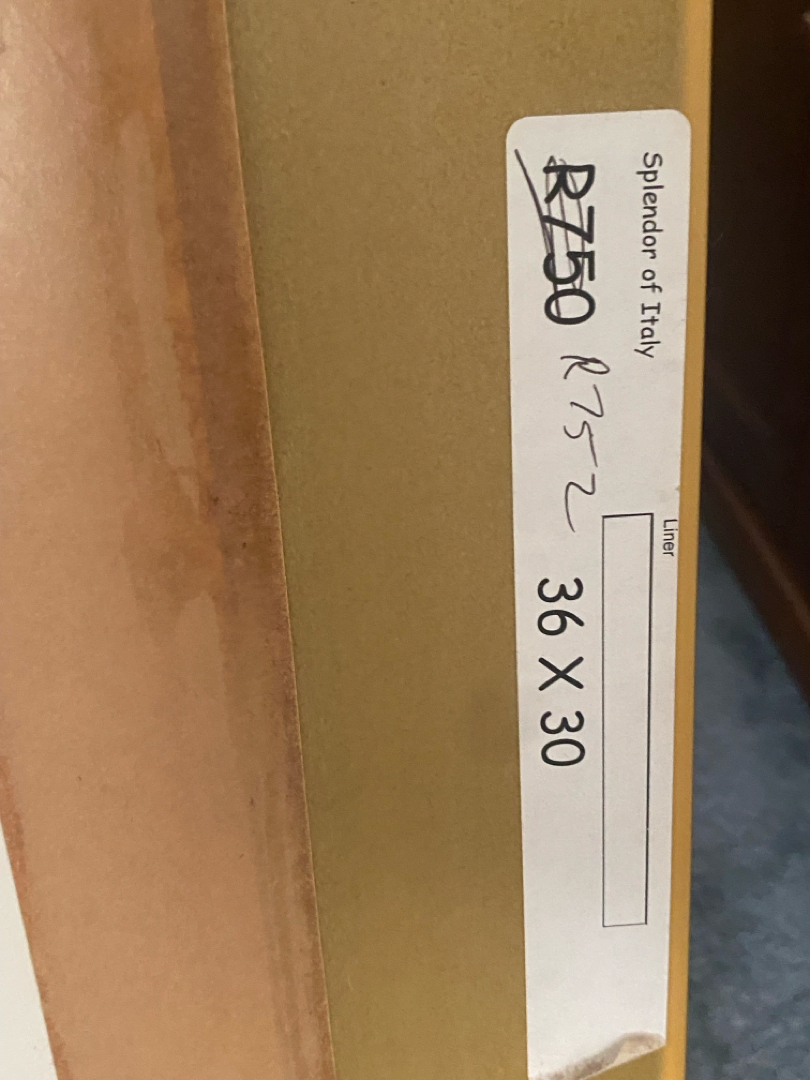 Splendor of Italy
Liner
R750 R752 36 X 30